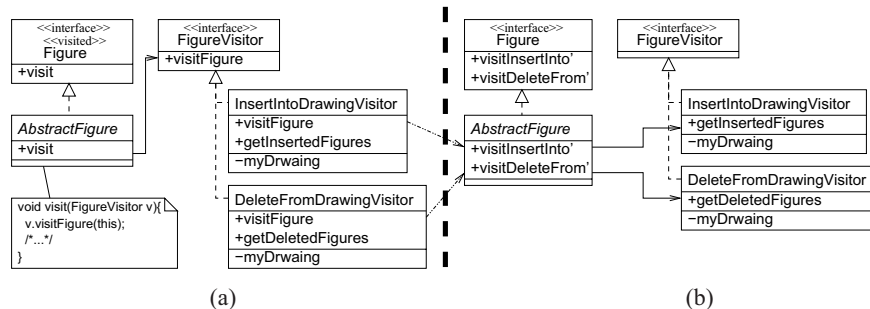 <<interface>>
<<visited>>
Figure
+visit
<<interface>>
FigureVisitor
+visitFigure
AbstractFigure
+visit
InsertIntoDrawingVisitor
+visitFigure
+getInsertedFigures
−myDrwaing
DeleteFromDrawingVisitor
+visitFigure
+getDeletedFigures
−myDrwaing
void visit(FigureVisitor v){
v.visitFigure(this);
/*...*/
}
(a)
<<interface>>
Figure
+visitInsertInto’
+visitDeleteFrom’
<<interface>>
FigureVisitor
AbstractFigure
+visitInsertInto’
+visitDeleteFrom’
InsertIntoDrawingVisitor
+getInsertedFigures
−myDrwaing
DeleteFromDrawingVisitor
+getDeletedFigures
−myDrwaing
(b)